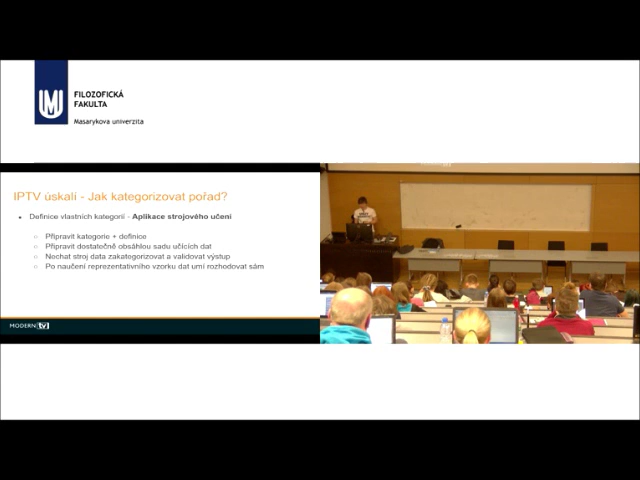 FILOZOFICKÁ
FAKULTA
Masarykova univerzita
IPTV úskalí - Jak kategorizovat pořad?
Definice vlastních kategorií - Aplikace strojového učení
Připravit kategorie + definice
Připravit dostatečně obsáhlou sadu učících dat
Nechat stroj data zakategorizovat a validovat výstup
Po naučení reprezentativního vzorku dat umí rozhodovat sám
MODERN tv